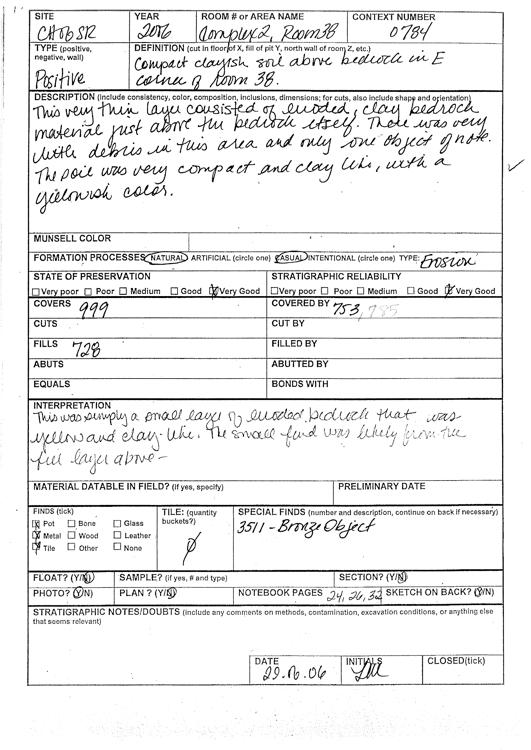 SITE
CH06SR
YEAR
2006
ROOM # or AREA NAME
Complex 2, Room 38
CONTEXT NUMBER
0784
TYPE (positive, negative, wall)
Positive
DEFINITION (cut in floor of X, fill of pit Y, north wall of room Z, etc.)
Compact clayish soil above bedrock in E
corner of Room 38.
DESCRIPTION (Include consistency, color, composition, inclusions, dimensions; for cuts, also include shape and orientation)
This very thin layer consisted of eroded, clay bedrock
material just above the bedrock itself. There was very
little debris in this area and only one object of note.
The soil was very compact and clay like, with a
yellowish color.
MUNSELL COLOR
FORMATION PROCESSES NATURAL ARTIFICIAL (circle one) CASUAL INTENTIONAL (circle one) TYPE: Erosion
STATE OF PRESERVATION
Very poor Poor Medium Good Very Good
STRATIGRAPHIC RELIABILITY
Very poor Poor Medium Good Very Good
COVERS 999
COVERED BY 753, 785
CUTS
CUT BY
FILLS 728
FILLED BY
ABUTS
ABUTTED BY
EQUALS
BONDS WITH
INTERPRETATION
This was simply a small layer of eroded bedrock that was
yellow and clay-like. The small find was likely from the
fill layer above-
MATERIAL DATABLE IN FIELD? (If yes, specify)
PRELIMINARY DATE
FINDS (tick)
Pot Bone Glass
Metal Wood Leather
Tile Other None
TILE: (quantity buckets?)
Ø
SPECIAL FINDS (number and description, continue on back if necessary)
3511 - Bronze Object
FLOAT? (Y/N)
SAMPLE? (if yes, # and type)
SECTION? (Y/N)
PHOTO? (Y/N)
PLAN ? (Y/N)
NOTEBOOK PAGES 24, 26, 32
SKETCH ON BACK? (Y/N)
STRATIGRAPHIC NOTES/DOUBTS (Include any comments on methods, contamination, excavation conditions, or anything else
that seems relevant)
DATE
INITIALS
CLOSED(tick)